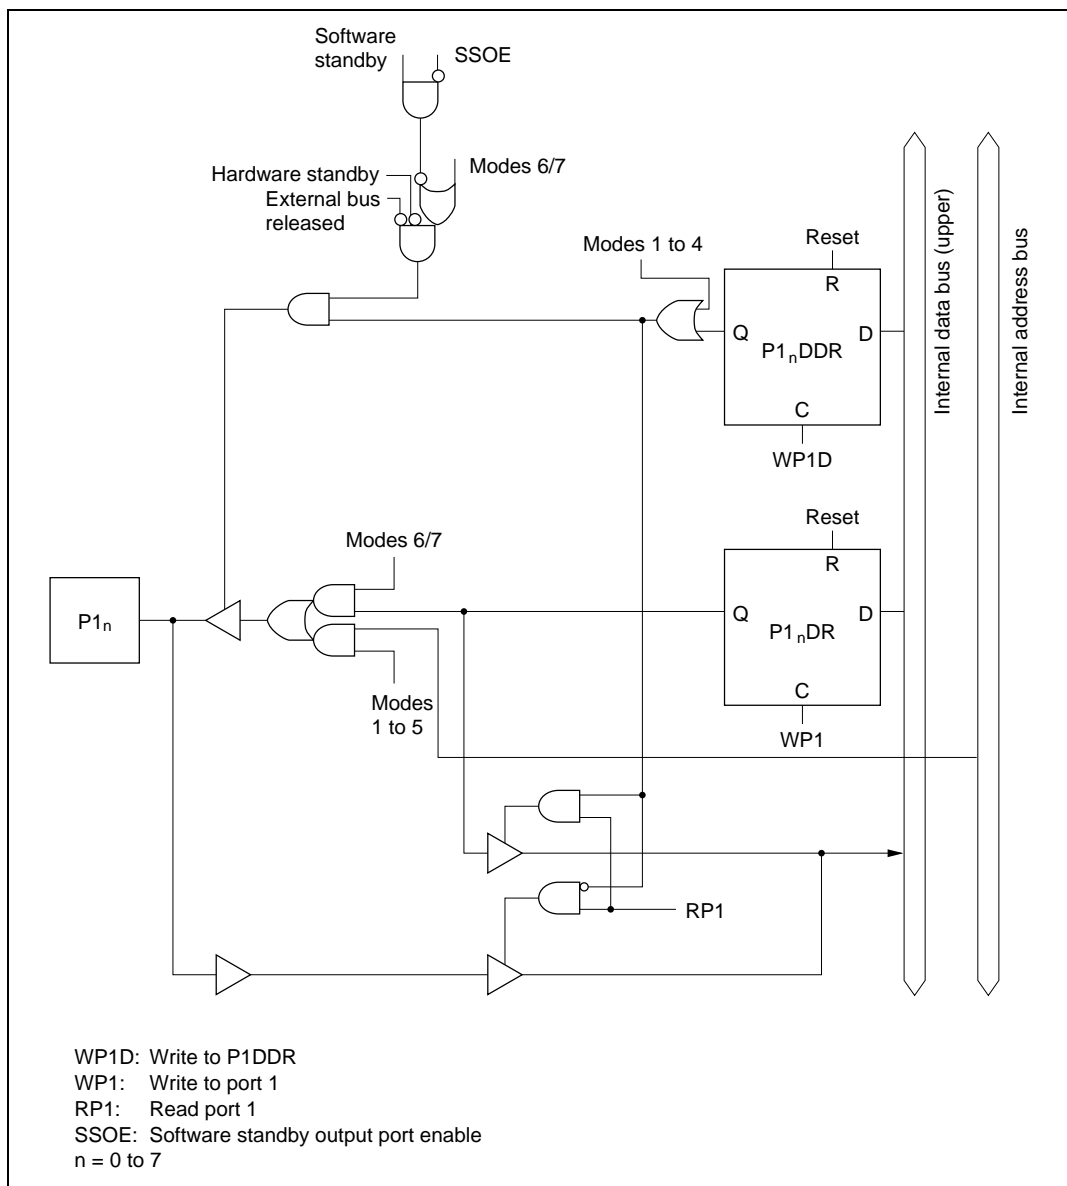 Software
standby
SSOE
Modes 6/7
Hardware standby
External bus
released
Modes 1 to 4
Reset
R
Q
P1nDDR
D
C
WP1D
Internal data bus (upper)
Internal address bus
Modes 6/7
Reset
R
P1n
Q
P1nDR
D
C
Modes
1 to 5
WP1
RP1
WP1D: Write to P1DDR
WP1: Write to port 1
RP1: Read port 1
SSOE: Software standby output port enable
n = 0 to 7